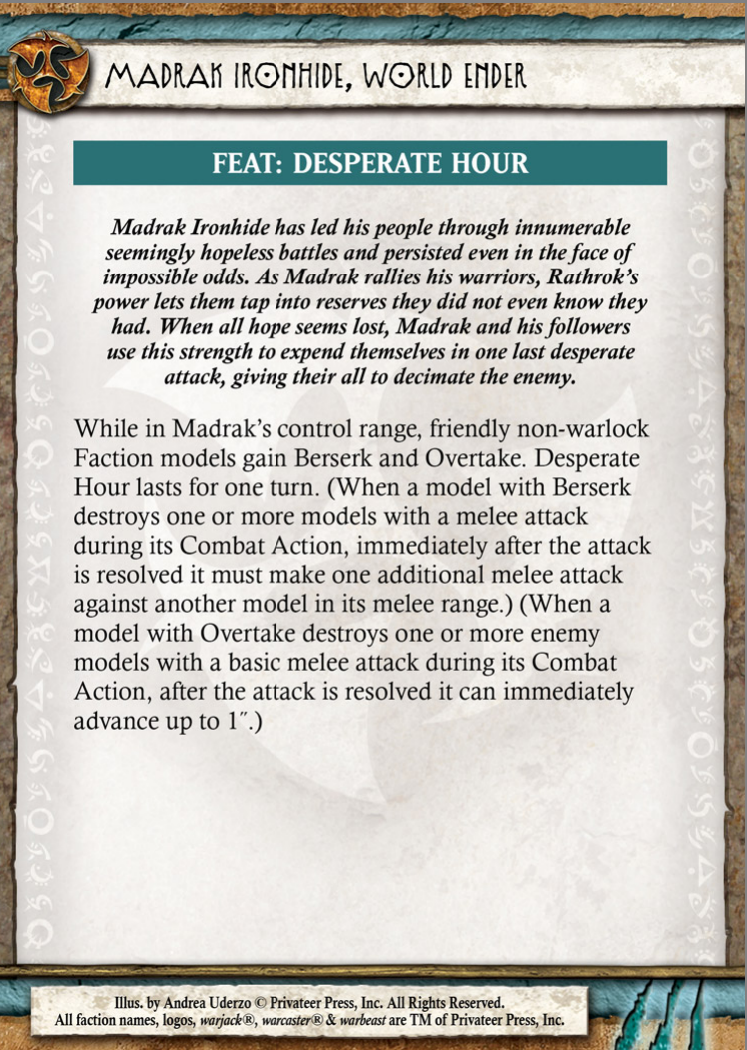 MADRAK IRONHIDE, WORLD ENDER
FEAT: DESPERATE HOUR
Madrak Ironhide has led his people through innumerable
seemingly hopeless battles and persisted even in the face of
impossible odds. As Madrak rallies his warriors, Rathrok's
power lets them tap into reserves they did not even know they
had. When all hope seems lost, Madrak and his followers
use this strength to expend themselves in one last desperate
attack, giving their all to decimate the enemy.
While in Madrak's control range, friendly non-warlock
Faction models gain Berserk and Overtake. Desperate
Hour lasts for one turn. (When a model with Berserk
destroys one or more models with a melee attack
during its Combat Action, immediately after the attack
is resolved it must make one additional melee attack
against another model in its melee range.) (When a
model with Overtake destroys one or more enemy
models with a basic melee attack during its Combat
Action, after the attack is resolved it can immediately
advance up to 1″.)
Illus. by Andrea Uderzo © Privateer Press, Inc. All Rights Reserved.
All faction names, logos, warjack®, warcaster® & warbeast are TM of Privateer Press, Inc.